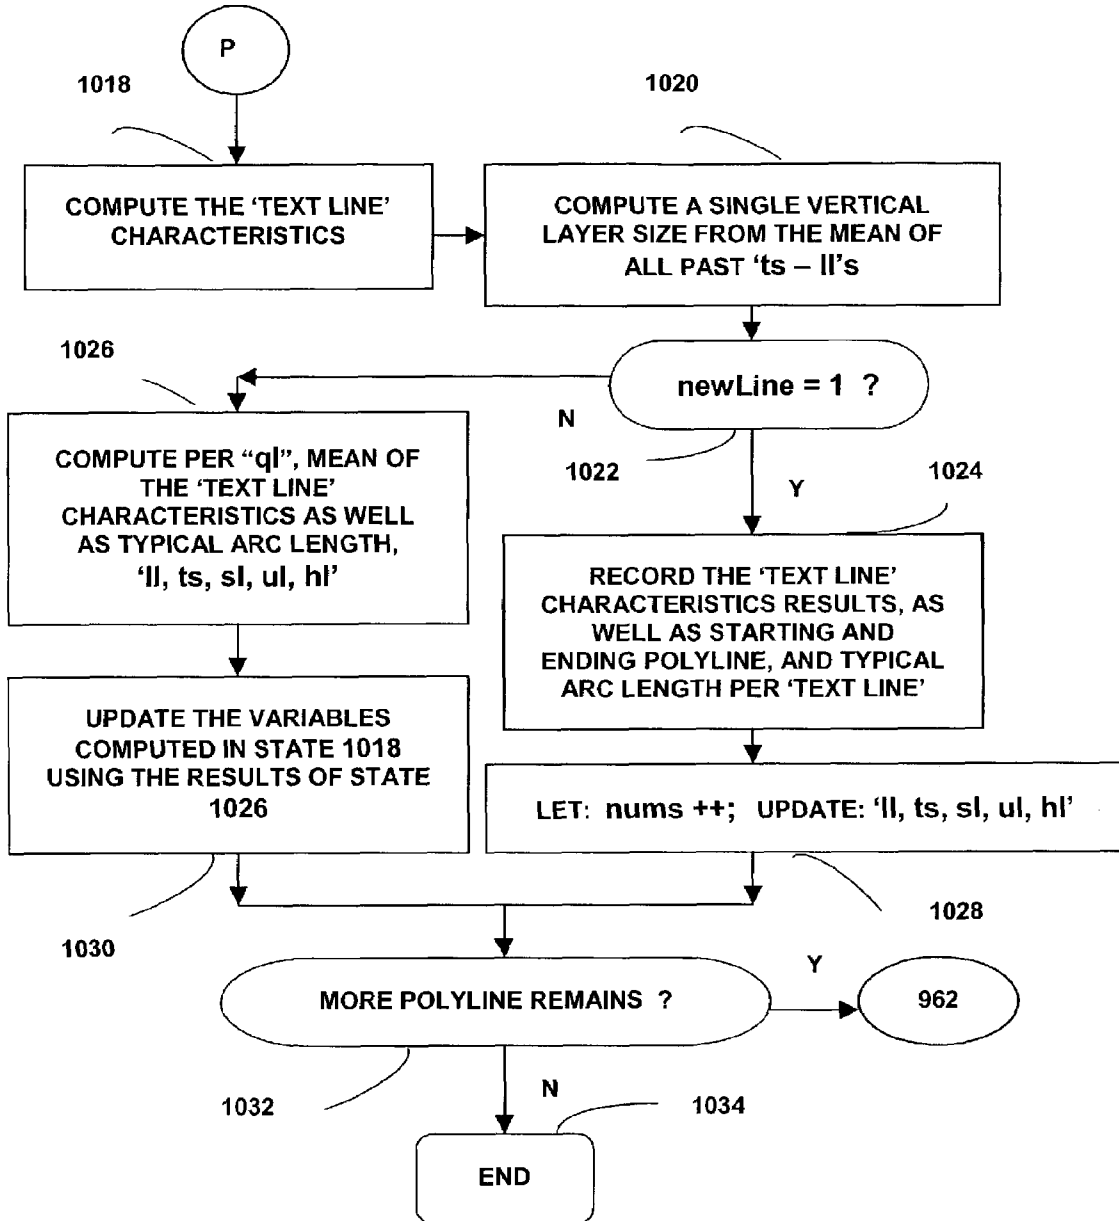 P
1018
1020
COMPUTE THE ‘TEXT LINE’
CHARACTERISTICS
COMPUTE A SINGLE VERTICAL
LAYER SIZE FROM THE MEAN OF
ALL PAST ‘ts – ll’s
1026
newLine = 1 ?
N
1022
Y
1024
COMPUTE PER “ql”, MEAN OF
THE ‘TEXT LINE’
CHARACTERISTICS AS WELL
AS TYPICAL ARC LENGTH,
‘ll, ts, sl, ul, hl’
RECORD THE ‘TEXT LINE’
CHARACTERISTICS RESULTS, AS
WELL AS STARTING AND
ENDING POLYLINE, AND TYPICAL
ARC LENGTH PER ‘TEXT LINE’
UPDATE THE VARIABLES
COMPUTED IN STATE 1018
USING THE RESULTS OF STATE
1026
LET: nums ++; UPDATE: ‘ll, ts, sl, ul, hl’
1030
1028
MORE POLYLINE REMAINS ?
Y
962
1032
N
1034
END